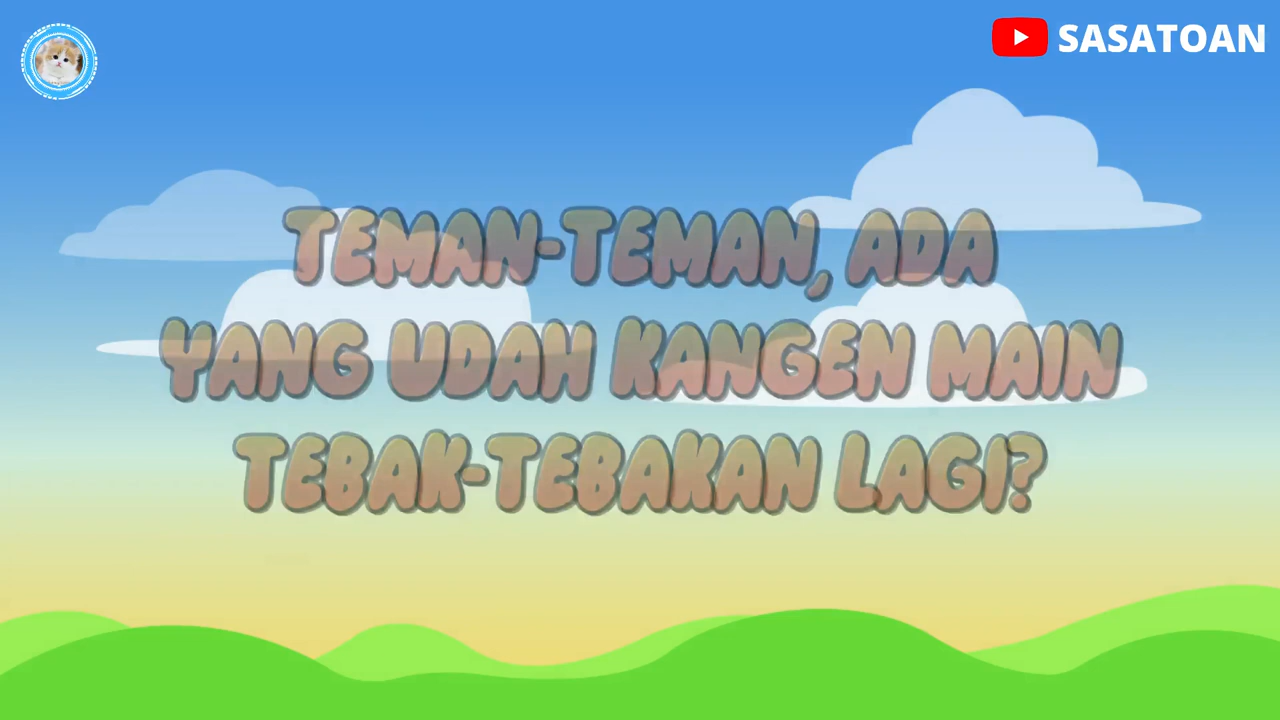 SASATOAN
TEMAN-TEMAN, ADA
YANG UDAH KANGEN MAIN
TEBAK-TEBAKAN LAGI?